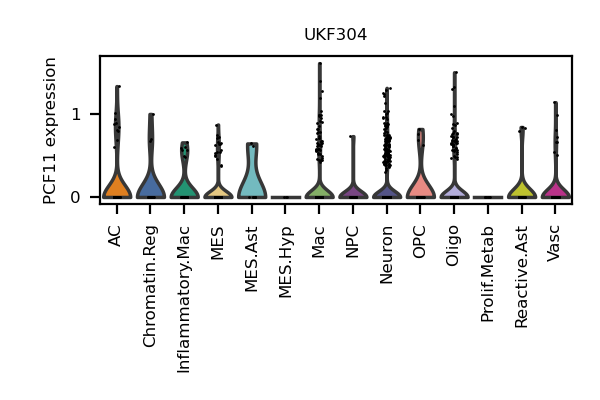 UKF304
PCF11 expression
1
0
AC
Chromatin.Reg
Inflammatory.Mac
MES
MES.Ast
MES.Hyp
Mac
NPC
Neuron
OPC
Oligo
Prolif.Metab
Reactive.Ast
Vasc